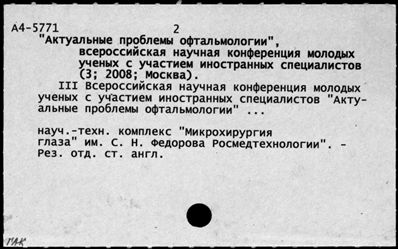 А4-5771
2
"Актуальные проблемы офтальмологии",
всероссийская научная конференция молодых
ученых с участием иностранных специалистов
(3; 2008; Москва).
III Всероссийская научная конференция молодых
ученых с участием иностранных специалистов "Акту-
альные проблемы офтальмологии" ...
науч.-техн. комплекс "Микрохирургия
глаза" им. С. Н. Федорова Росмедтехнологии". -
Рез. отд. ст. англ.
МАК